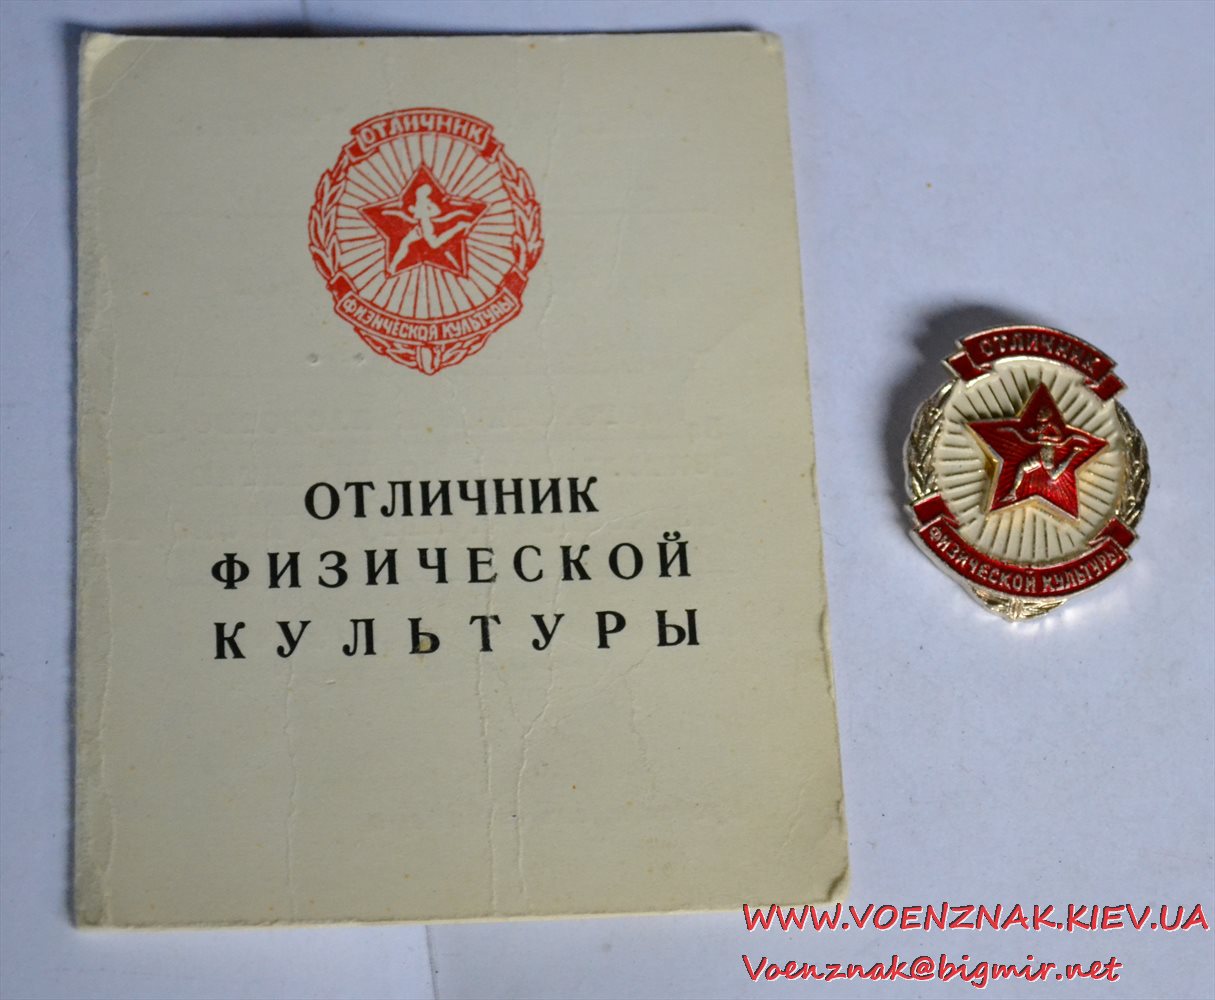 ОТЛИЧНИК
ФИЗИЧЕСКОЙ КУЛЬТУРЫ
ОТЛИЧНИК
ФИЗИЧЕСКОЙ
КУЛЬТУРЫ
ОТЛИЧНИК
ФИЗИЧЕСКОЙ КУЛЬТУРЫ
WWW.VOENZNAK.KIEV.UA
Voenznak@bigmir.net